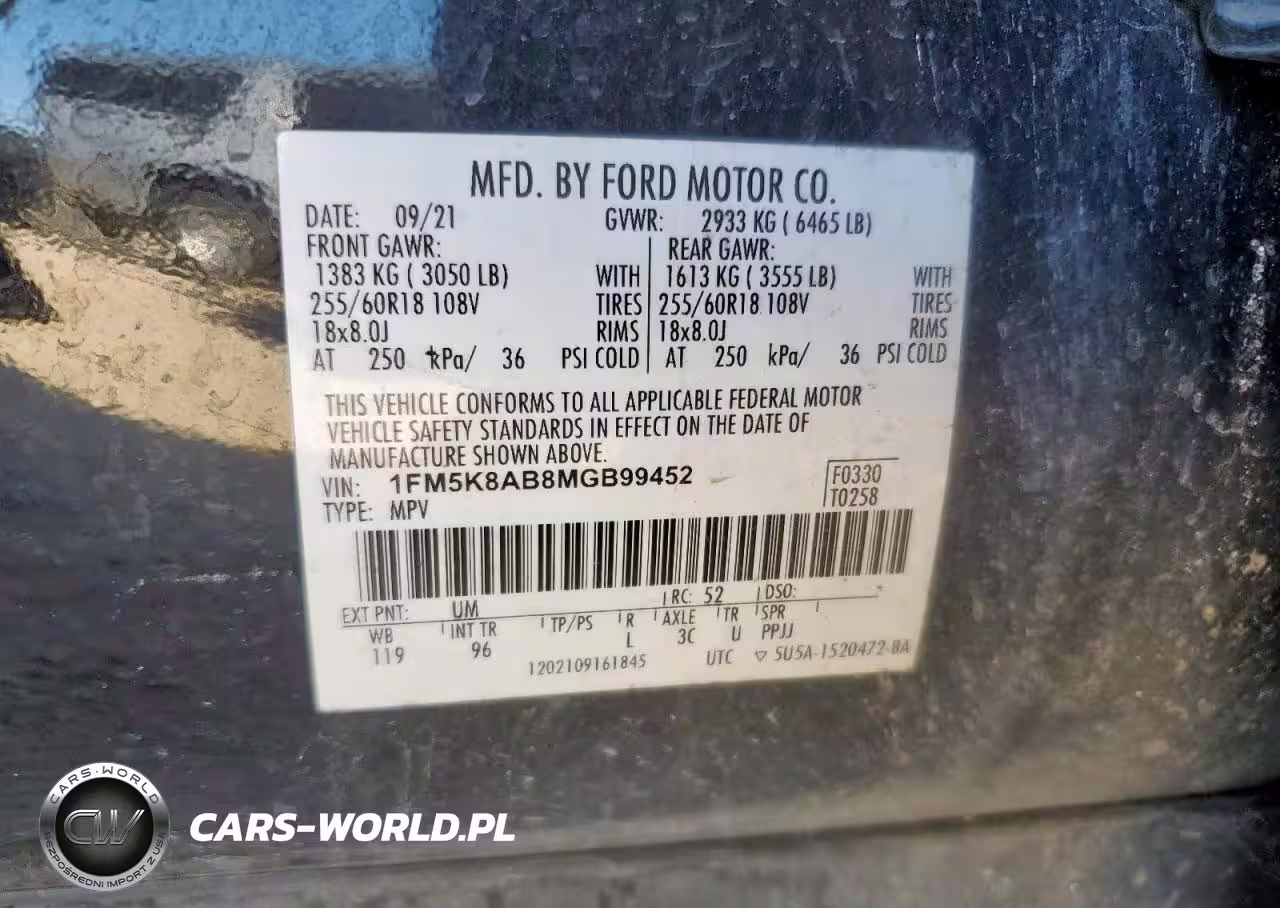 MFD. BY FORD MOTOR CO.
DATE: 09/21 GVWR: 2933 KG ( 6465 LB)
FRONT GAWR: REAR GAWR:
1383 KG ( 3050 LB) WITH 1613 KG ( 3555 LB) WITH
255/60R18 108V TIRES 255/60R18 108V TIRES
18x8.0J RIMS 18x8.0J RIMS
AT 250 kPa/ 36 PSI COLD AT 250 kPa/ 36 PSI COLD
THIS VEHICLE CONFORMS TO ALL APPLICABLE FEDERAL MOTOR
VEHICLE SAFETY STANDARDS IN EFFECT ON THE DATE OF
MANUFACTURE SHOWN ABOVE.
VIN: 1FM5K8AB8MGB99452 F0330
TYPE: MPV T0258
EXT PNT: UM RC: 52 DSO:
WB INT TR TP/PS R AXLE TR SPR
119 96 L 3C U PPJJ
1202109161845 UTC ▽ 5U5A-1520472-BA
CARS-WORLD
CW
BEZPOŚREDNI IMPORT Z USA
CARS-WORLD.PL